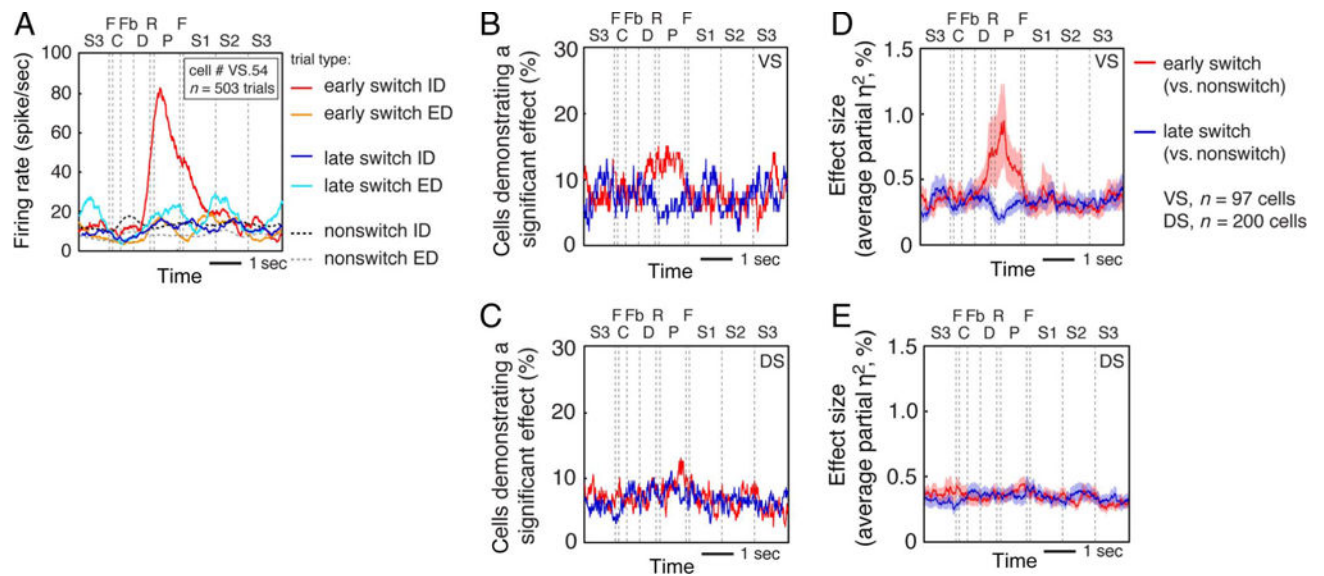 A
F Fb R F
S3 C D P S1 S2 S3
Firing rate (spike/sec)
100
80
60
40
20
0
cell # VS.54
n = 503 trials
Time
1 sec
trial type:
early switch ID
early switch ED
late switch ID
late switch ED
nonswitch ID
nonswitch ED
B
F Fb R F
S3 C D P S1 S2 S3
Cells demonstrating a
significant effect (%)
30
20
10
0
VS
Time
1 sec
D
F Fb R F
S3 C D P S1 S2 S3
Effect size
(average partial η², %)
1.5
1.0
0.5
0
VS
Time
1 sec
early switch
(vs. nonswitch)
late switch
(vs. nonswitch)
VS, n = 97 cells
DS, n = 200 cells
C
F Fb R F
S3 C D P S1 S2 S3
Cells demonstrating a
significant effect (%)
30
20
10
0
DS
Time
1 sec
E
F Fb R F
S3 C D P S1 S2 S3
Effect size
(average partial η², %)
1.5
1.0
0.5
0
DS
Time
1 sec